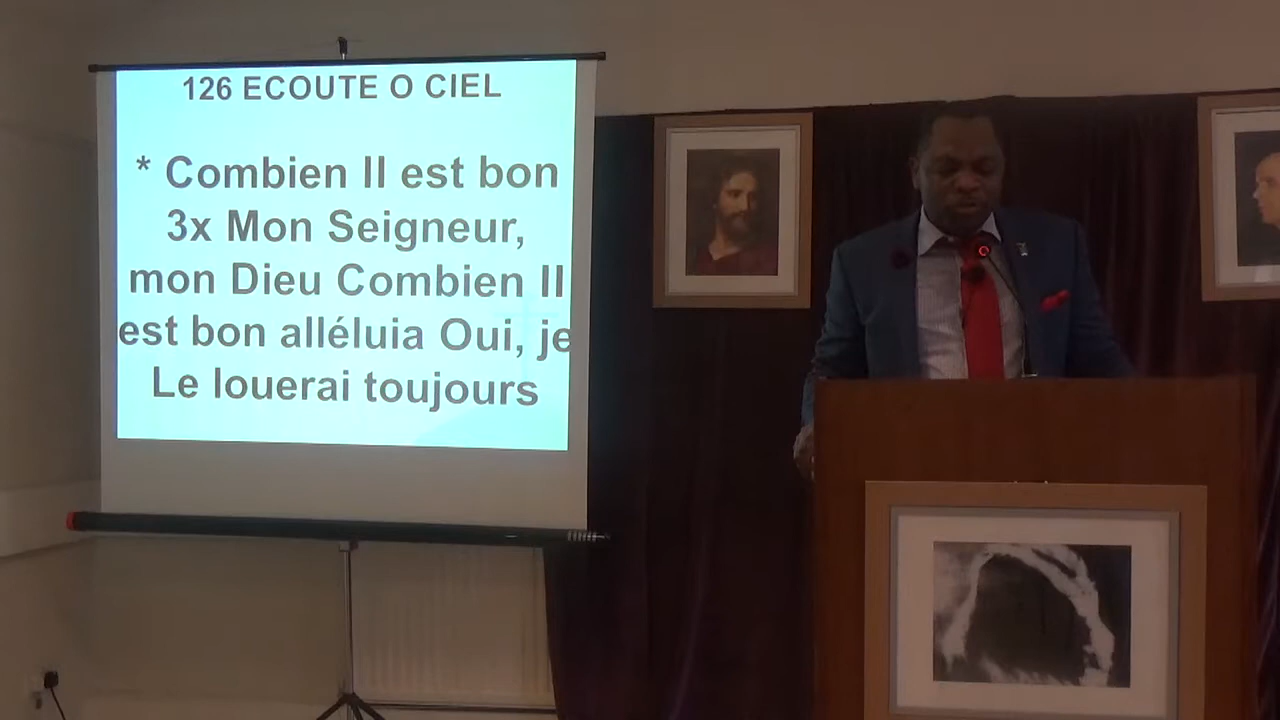 126 ECOUTE O CIEL
* Combien Il est bon
3x Mon Seigneur,
mon Dieu Combien Il
est bon alléluia Oui, je
Le louerai toujours